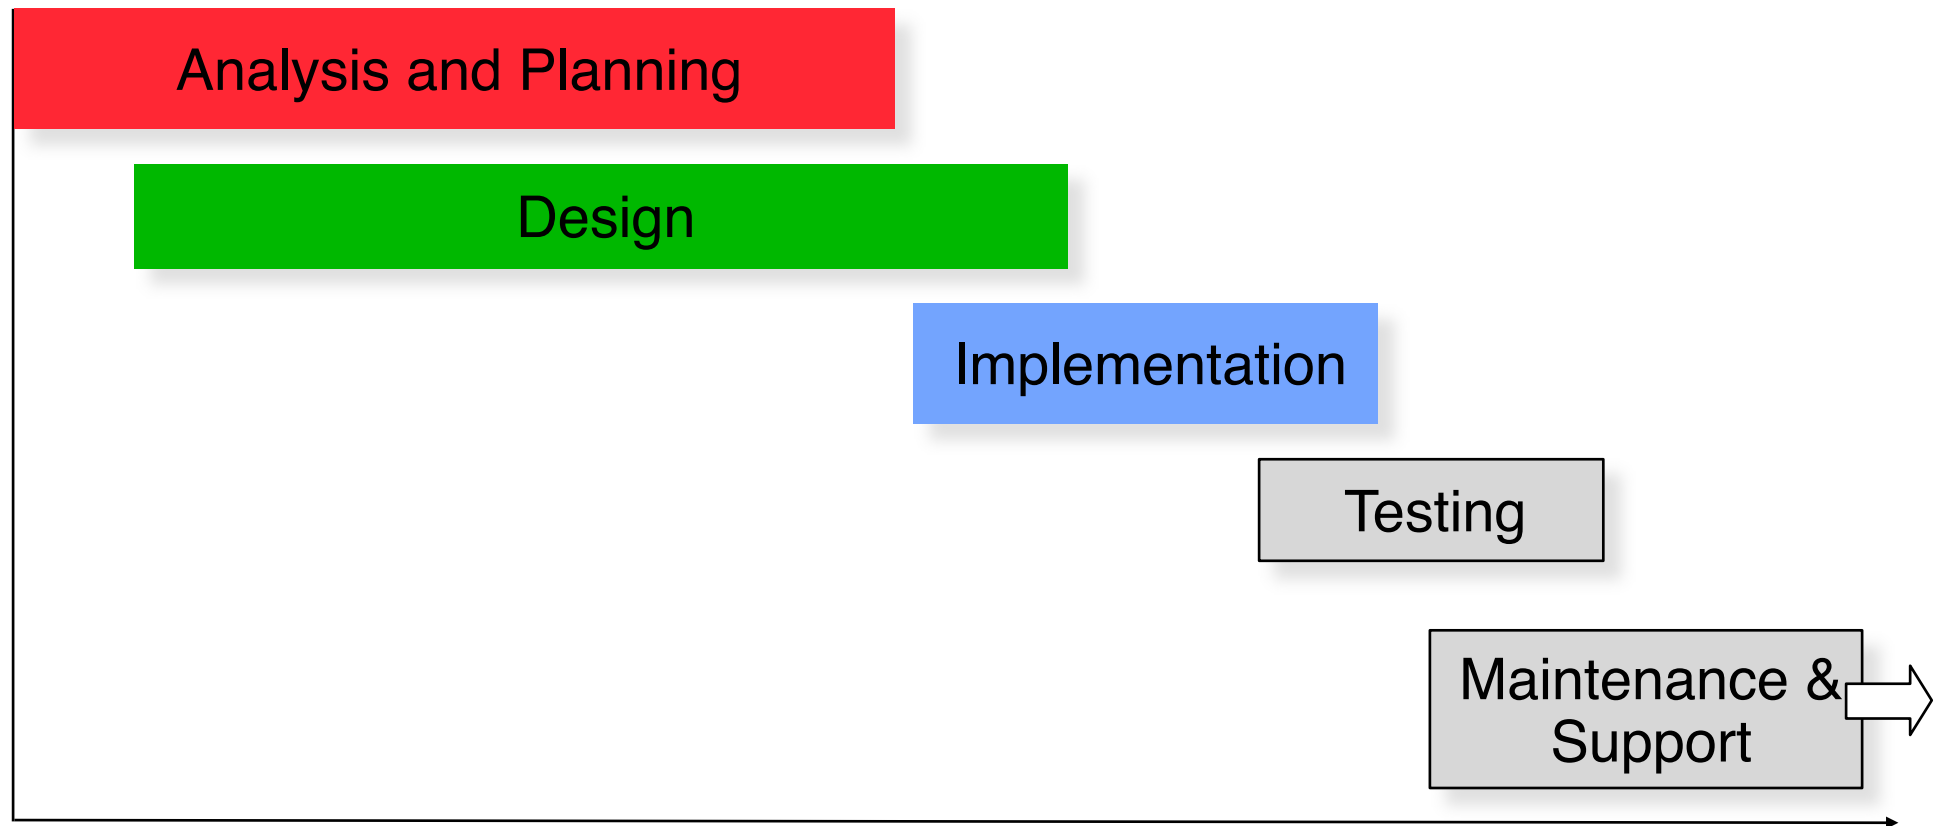 Analysis and Planning
Design
Implementation
Testing
Maintenance &
Support